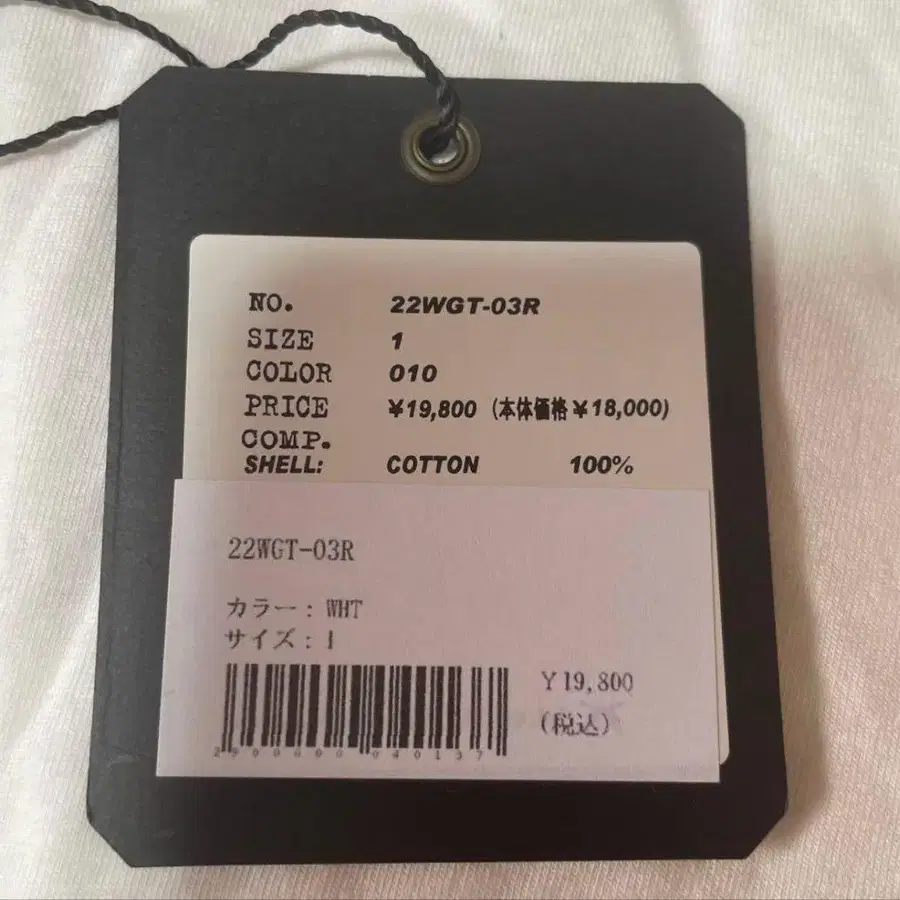 NO. 22WGT-03R
SIZE 1
COLOR 010
PRICE ¥19,800 (本体価格¥18,000)
COMP.
SHELL: COTTON 100%
22WGT-03R
カラー: WHT
サイズ: 1
¥19,800
(税込)